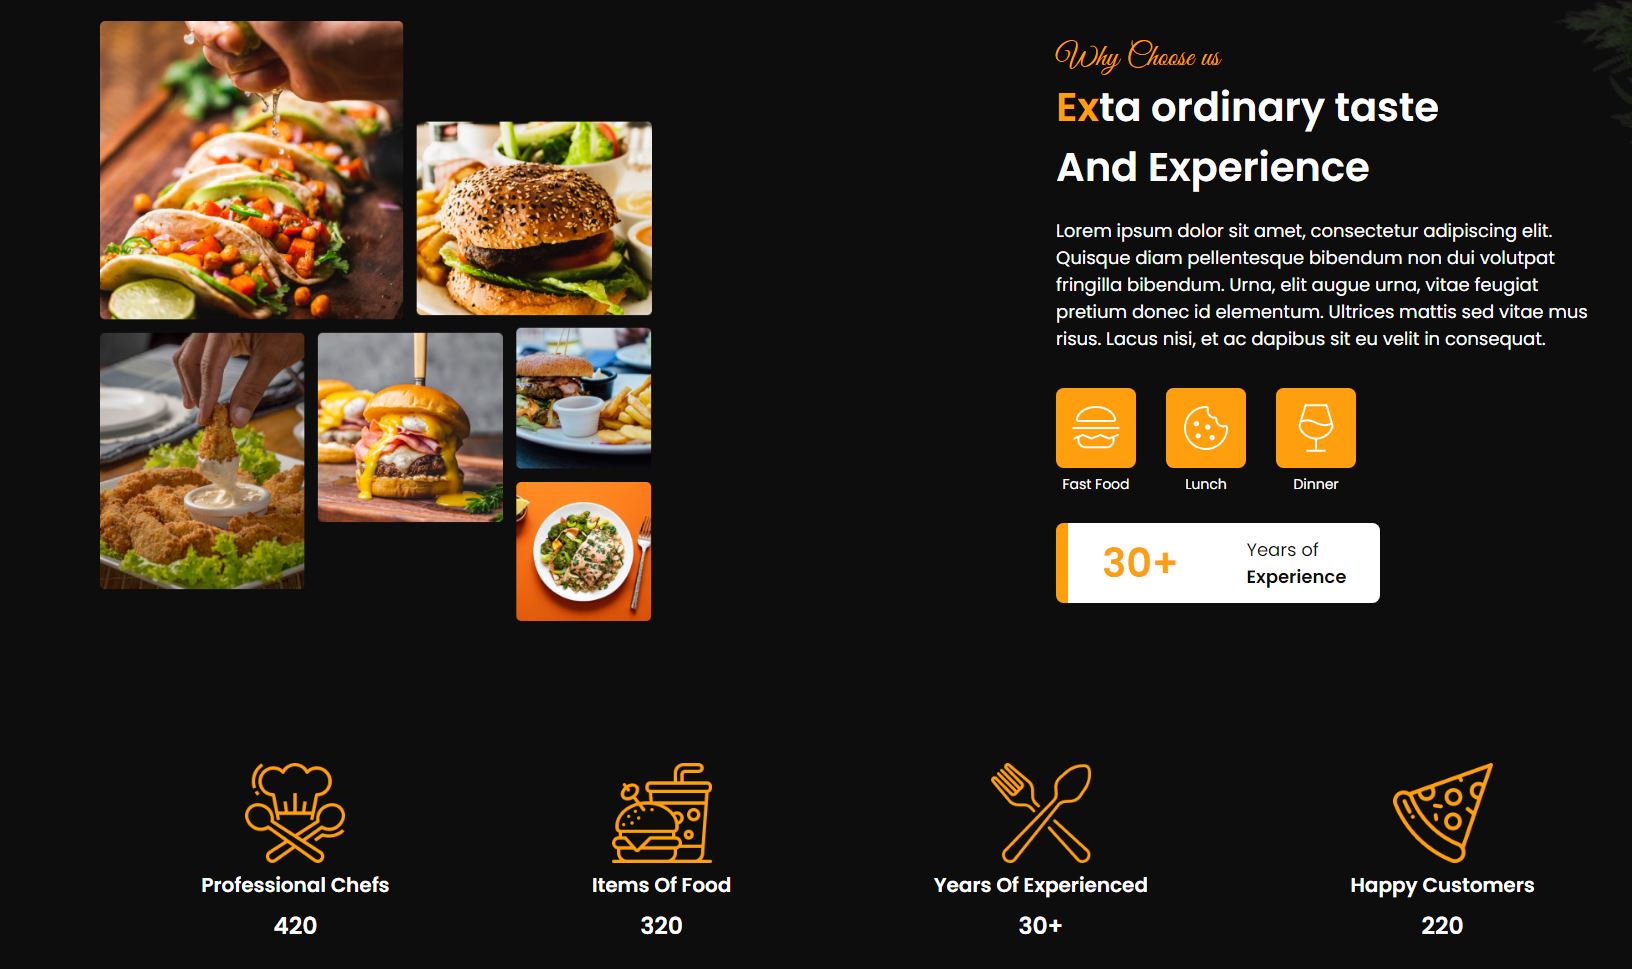 Why Choose us
Exta ordinary taste
And Experience
Lorem ipsum dolor sit amet, consectetur adipiscing elit.
Quisque diam pellentesque bibendum non dui volutpat
fringilla bibendum. Urna, elit augue urna, vitae feugiat
pretium donec id elementum. Ultrices mattis sed vitae mus
risus. Lacus nisi, et ac dapibus sit eu velit in consequat.
Fast Food
Lunch
Dinner
30+
Years of
Experience
Professional Chefs
420
Items Of Food
320
Years Of Experienced
30+
Happy Customers
220